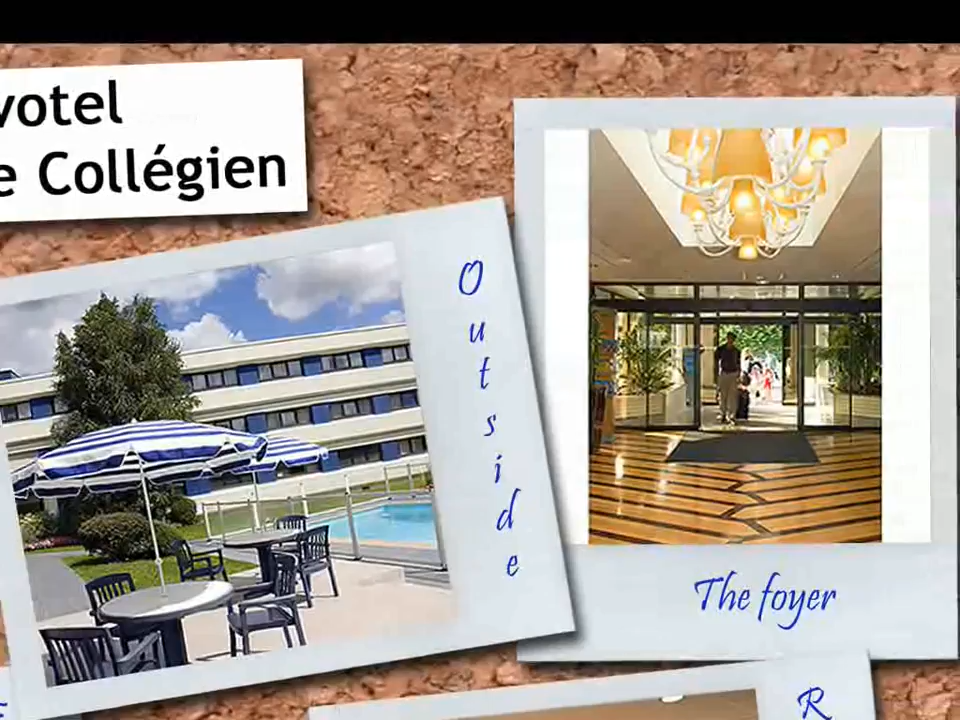 votel
e Collégien
Outside
The foyer
R